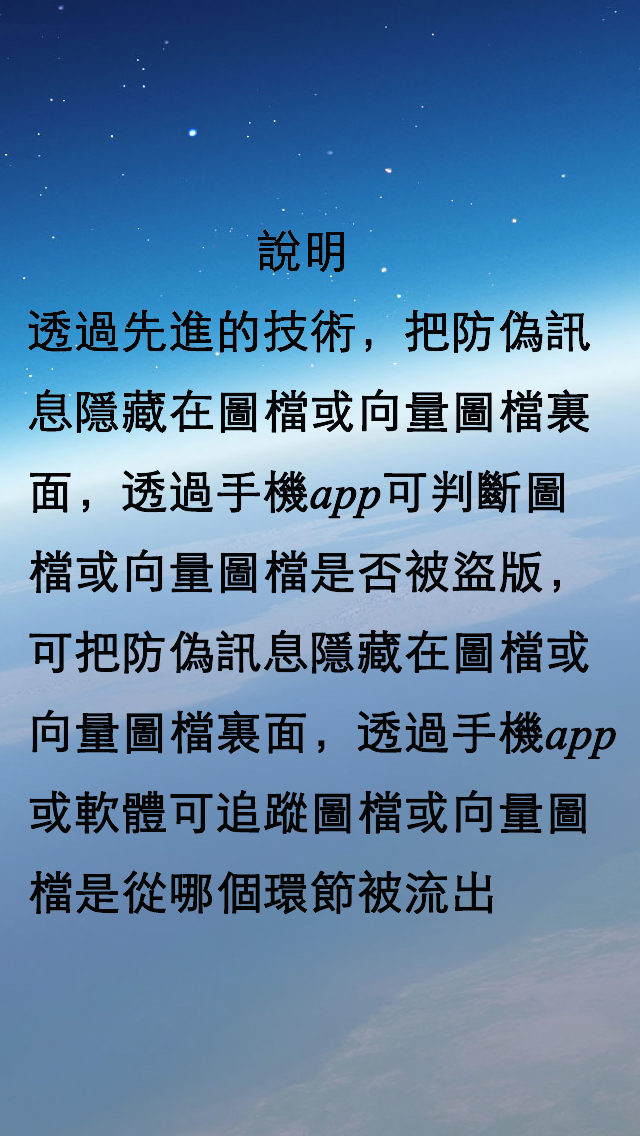 說明
透過先進的技術，把防偽訊
息隱藏在圖檔或向量圖檔裏
面，透過手機app可判斷圖
檔或向量圖檔是否被盜版，
可把防偽訊息隱藏在圖檔或
向量圖檔裏面，透過手機app
或軟體可追蹤圖檔或向量圖
檔是從哪個環節被流出